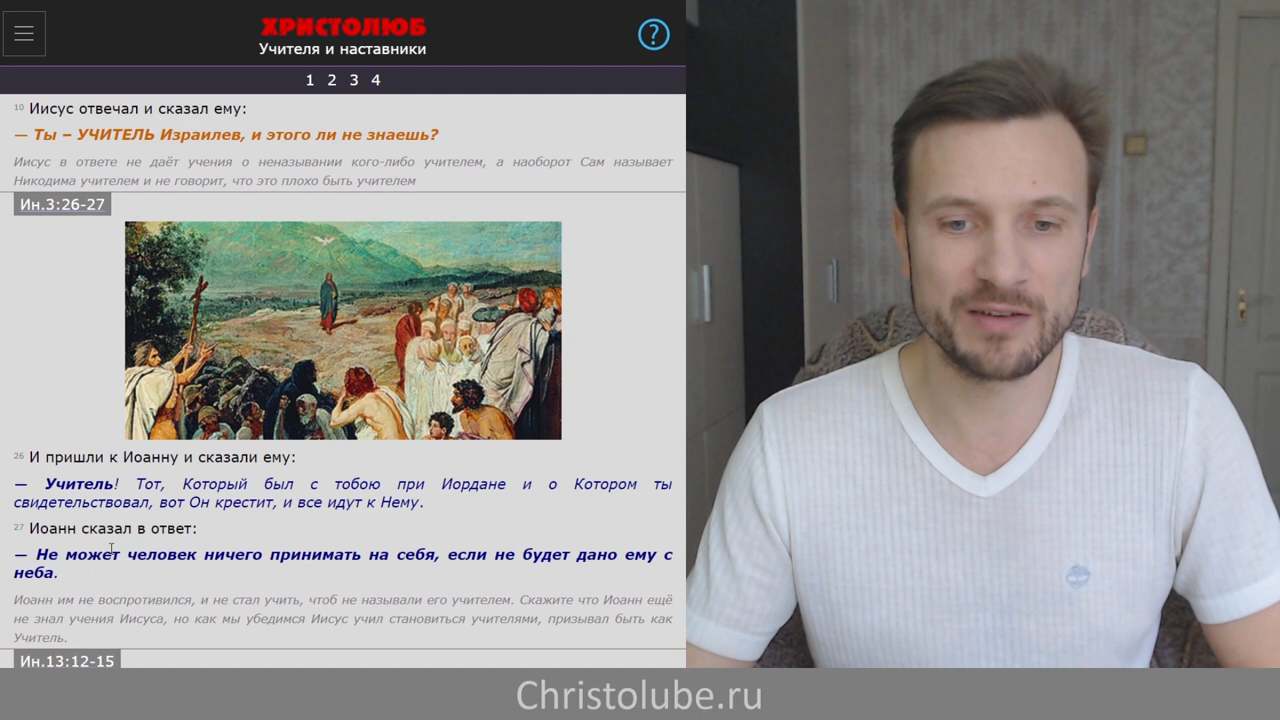 ХРИСТОЛЮБ
Учителя и наставники
?
1 2 3 4
10 Иисус отвечал и сказал ему:
— Ты – УЧИТЕЛЬ Израилев, и этого ли не знаешь?
Иисус в ответе не даёт учения о неназывании кого-либо учителем, а наоборот Сам называет
Никодима учителем и не говорит, что это плохо быть учителем
Ин.3:26-27
26 И пришли к Иоанну и сказали ему:
— Учитель! Тот, Который был с тобою при Иордане и о Котором ты
свидетельствовал, вот Он крестит, и все идут к Нему.
27 Иоанн сказал в ответ:
— Не может человек ничего принимать на себя, если не будет дано ему с
неба.
Иоанн им не воспротивился, и не стал учить, чтоб не называли его учителем. Скажите что Иоанн ещё
не знал учения Иисуса, но как мы убедимся Иисус учил становиться учителями, призывал быть как
Учитель.
Ин.13:12-15
Christolube.ru